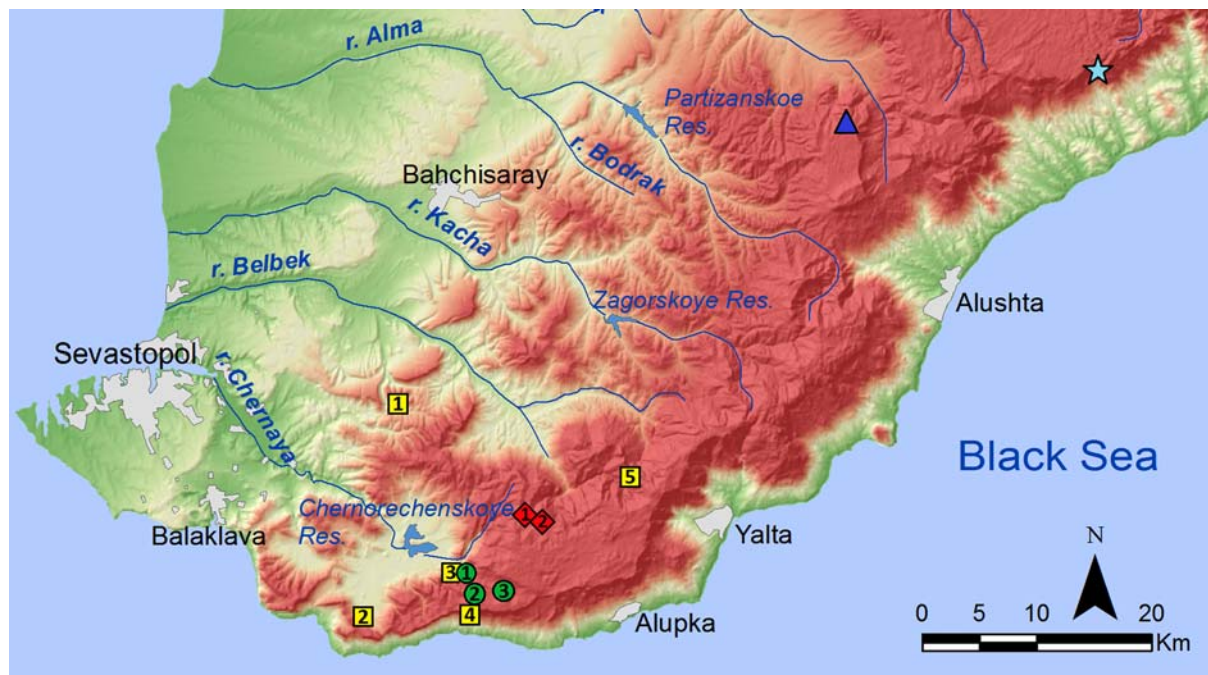 r. Alma
Partizanskoe
Res.
r. Bodrak
Bahchisaray
r. Kacha
r. Belbek
Zagorskoye Res.
Alushta
Sevastopol
r. Chernaya
1
5
Black Sea
Chernorechenskoye
Res.
1
2
Balaklava
Yalta
N
3
1
2
3
2
4
Alupka
0 5 10 20
Km